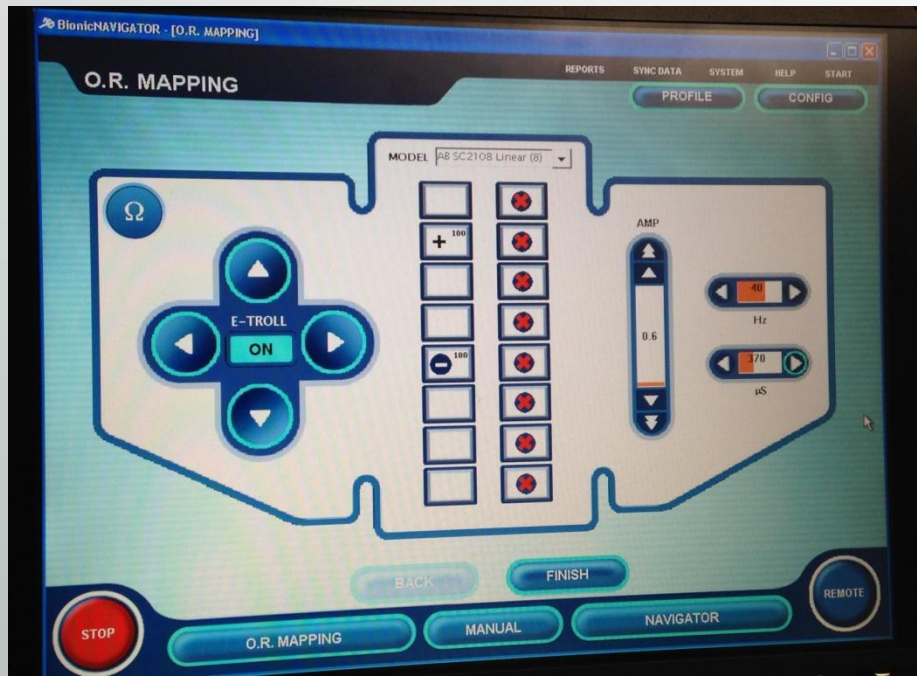 BionicNAVIGATOR - [O.R. MAPPING]
O.R. MAPPING
REPORTS SYNC DATA SYSTEM HELP START
PROFILE CONFIG
MODEL AB SC2108 Linear (8)
Ω
+ 100
E-TROLL
ON
- 100
AMP
0.6
40
Hz
370
µS
BACK FINISH
STOP
O.R. MAPPING MANUAL NAVIGATOR
REMOTE